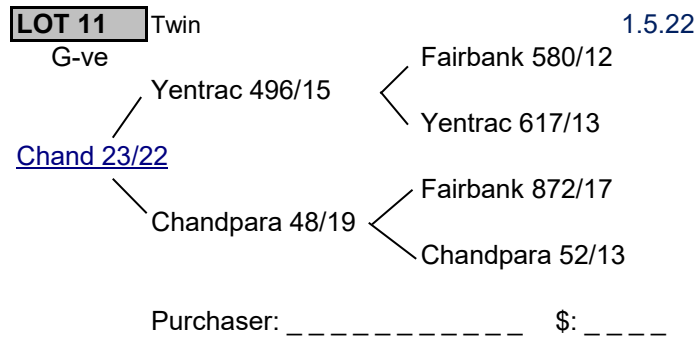 LOT 11 Twin 1.5.22
G-ve
Fairbank 580/12
Yentrac 496/15
Yentrac 617/13
Chand 23/22
Fairbank 872/17
Chandpara 48/19
Chandpara 52/13
Purchaser: _ _ _ _ _ _ _ _ _ _ _ $: _ _ _ _